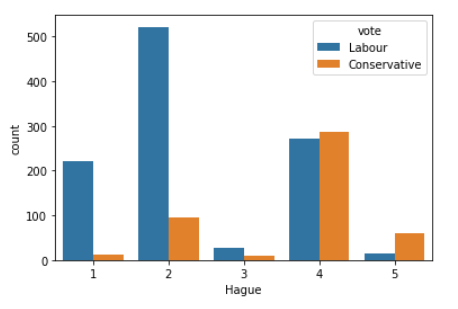 vote
Labour
Conservative
500
400
300
200
100
0
count
1 2 3 4 5
Hague